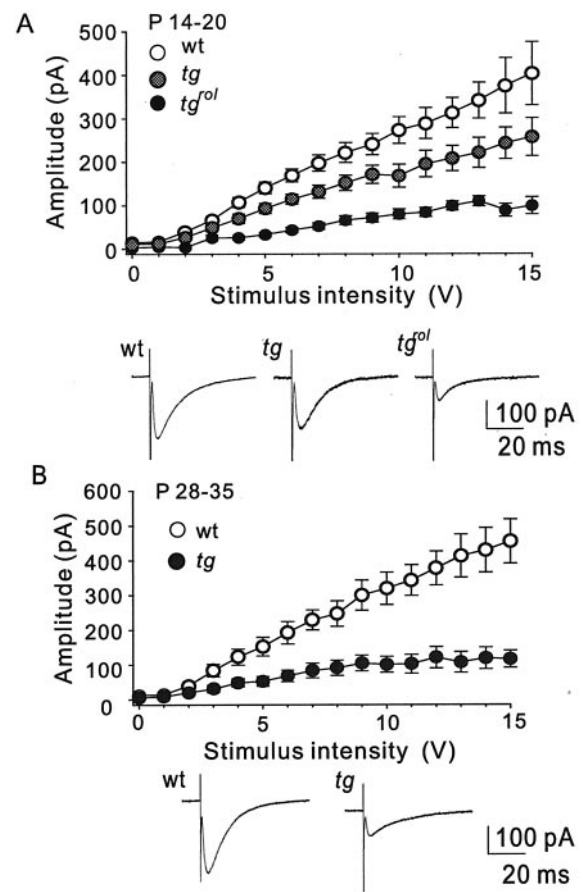 A
P 14-20
wt
tg
tg^rol
500
400
300
200
100
0
Amplitude (pA)
0 5 10 15
Stimulus intensity (V)
wt tg tg^rol
100 pA
20 ms
B
P 28-35
wt
tg
600
500
400
300
200
100
0
Amplitude (pA)
0 5 10 15
Stimulus intensity (V)
wt tg
100 pA
20 ms